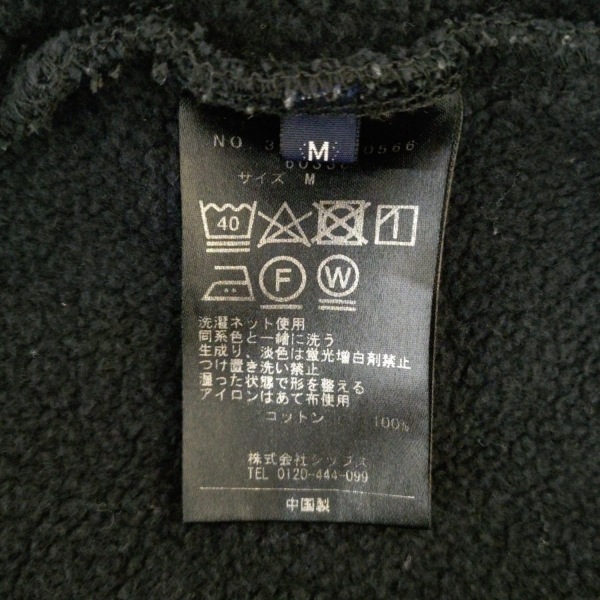 M
NO 3 0566
サイズ M
40
F
W
洗濯ネット使用
同系色と一緒に洗う
生成り、淡色は蛍光増白剤禁止
つけ置き洗い禁止
湿った状態で形を整える
アイロンはあて布使用
コットン 100%
株式会社シップス
TEL 0120-444-099
中国製